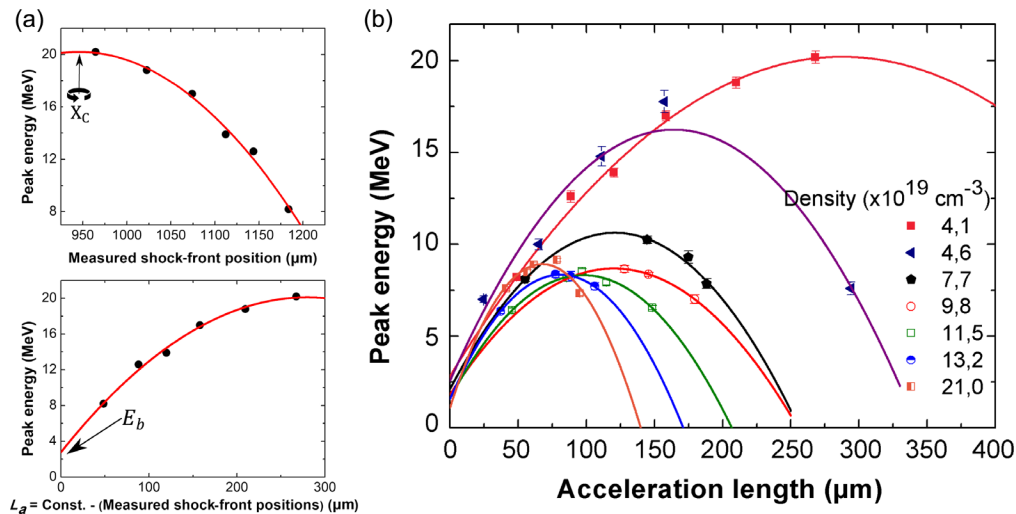 (a)
Peak energy (MeV)
20
16
12
8
X_C
950 1000 1050 1100 1150 1200
Measured shock-front position (µm)
Peak energy (MeV)
20
16
12
8
4
0
E_b
0 100 200 300
L_a = Const. - (Measured shock-front positions) (µm)
(b)
Peak energy (MeV)
20
15
10
5
0
Density (x10^19 cm^-3)
4,1
4,6
7,7
9,8
11,5
13,2
21,0
0 50 100 150 200 250 300 350 400
Acceleration length (µm)